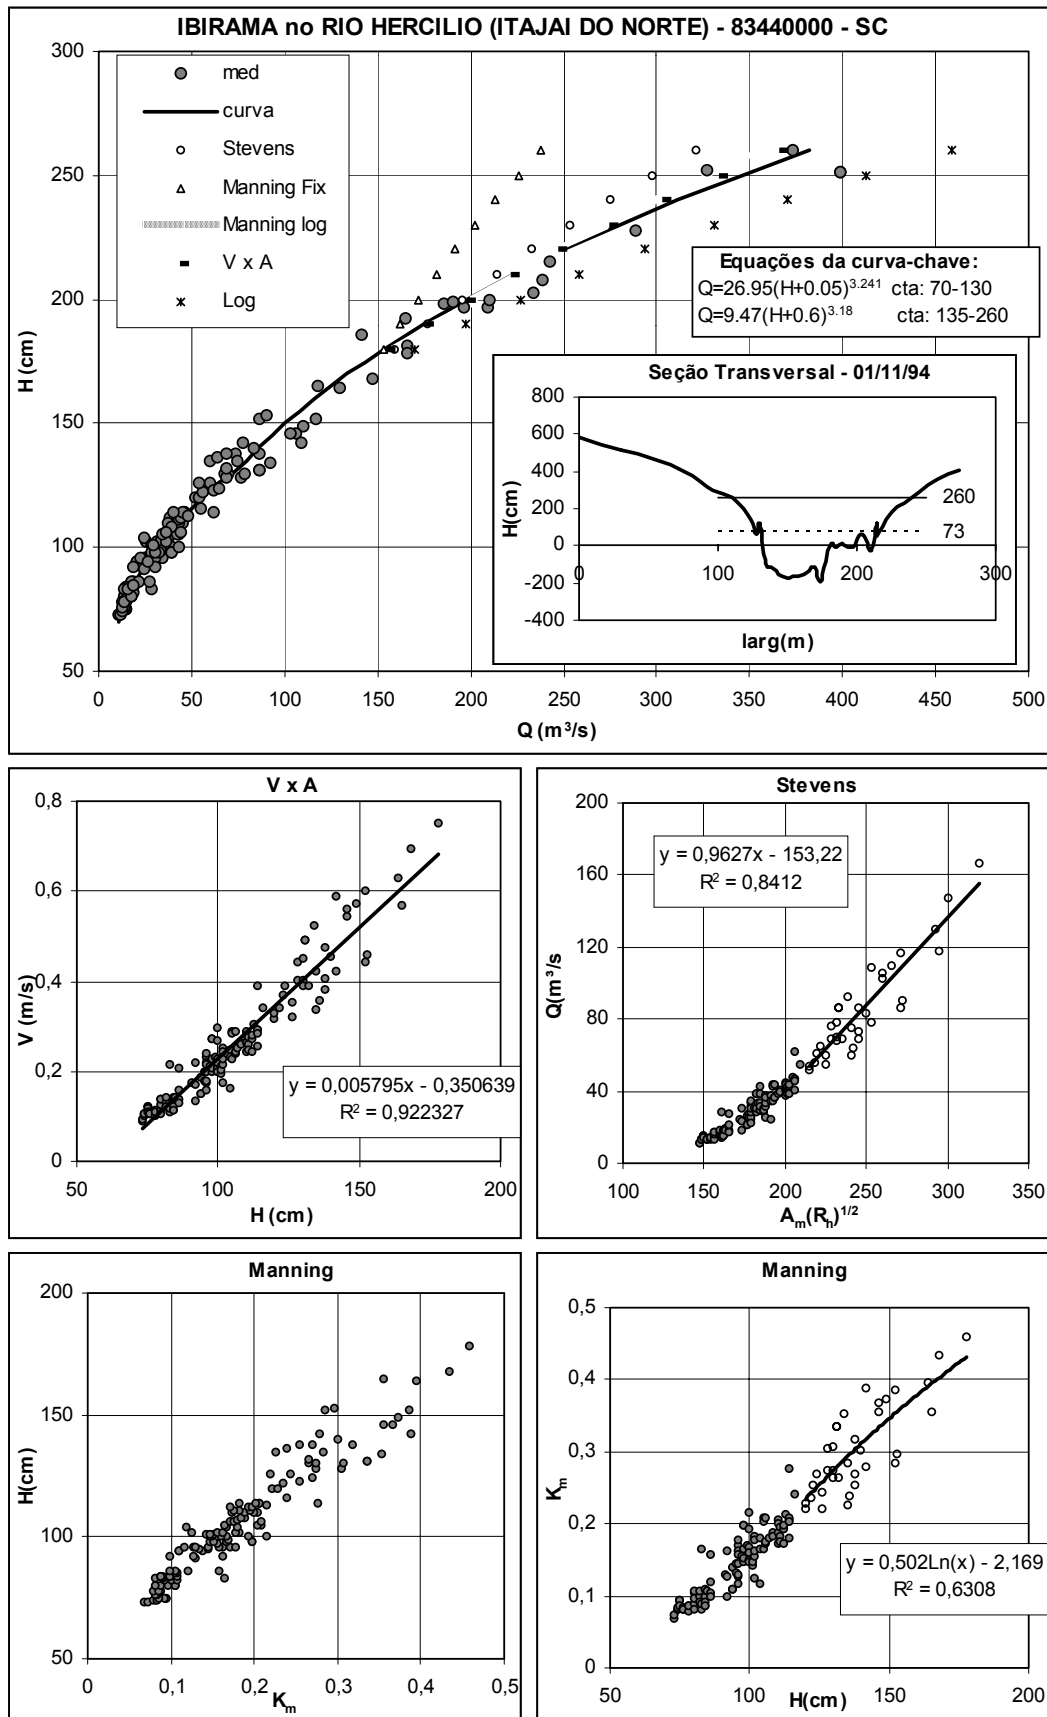 IBIRAMA no RIO HERCILIO (ITAJAI DO NORTE) - 83440000 - SC
300
250
200
150
100
50
H (cm)
med
curva
Stevens
Manning Fix
Manning log
V x A
Log
Equações da curva-chave:
Q=26.95(H+0.05)^3.241 cta: 70-130
Q=9.47(H+0.6)^3.18 cta: 135-260
Seção Transversal - 01/11/94
800
600
400
200
0
-200
-400
H(cm)
260
73
0 100 200 300
larg(m)
0 50 100 150 200 250 300 350 400 450 500
Q (m³/s)
V x A
0,8
0,6
0,4
0,2
0
V (m/s)
y = 0,005795x - 0,350639
R² = 0,922327
50 100 150 200
H (cm)
Stevens
200
160
120
80
40
0
Q(m³/s
y = 0,9627x - 153,22
R² = 0,8412
100 150 200 250 300 350
Am(Rh)^1/2
Manning
200
150
100
50
H(cm)
0 0,1 0,2 0,3 0,4 0,5
Km
Manning
0,5
0,4
0,3
0,2
0,1
0
Km
y = 0,502Ln(x) - 2,169
R² = 0,6308
50 100 150 200
H(cm)